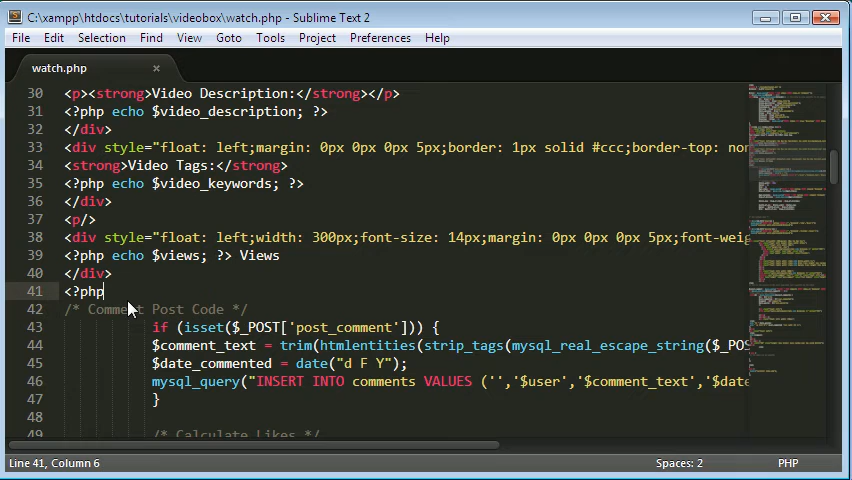 C:\xampp\htdocs\tutorials\videobox\watch.php - Sublime Text 2
File Edit Selection Find View Goto Tools Project Preferences Help
watch.php ×
30 <p><strong>Video Description:</strong></p>
31 <?php echo $video_description; ?>
32 </div>
33 <div style="float: left;margin: 0px 0px 0px 5px;border: 1px solid #ccc;border-top: non
34 <strong>Video Tags:</strong>
35 <?php echo $video_keywords; ?>
36 </div>
37 <p/>
38 <div style="float: left;width: 300px;font-size: 14px;margin: 0px 0px 0px 5px;font-weig
39 <?php echo $views; ?> Views
40 </div>
41 <?php
42 /* Comment Post Code */
43 if (isset($_POST['post_comment'])) {
44 $comment_text = trim(htmlentities(strip_tags(mysql_real_escape_string($_POS
45 $date_commented = date("d F Y");
46 mysql_query("INSERT INTO comments VALUES ('','$user','$comment_text','$date
47 }
48
49 /* Calculate Likes */
Line 41, Column 6 Spaces: 2 PHP